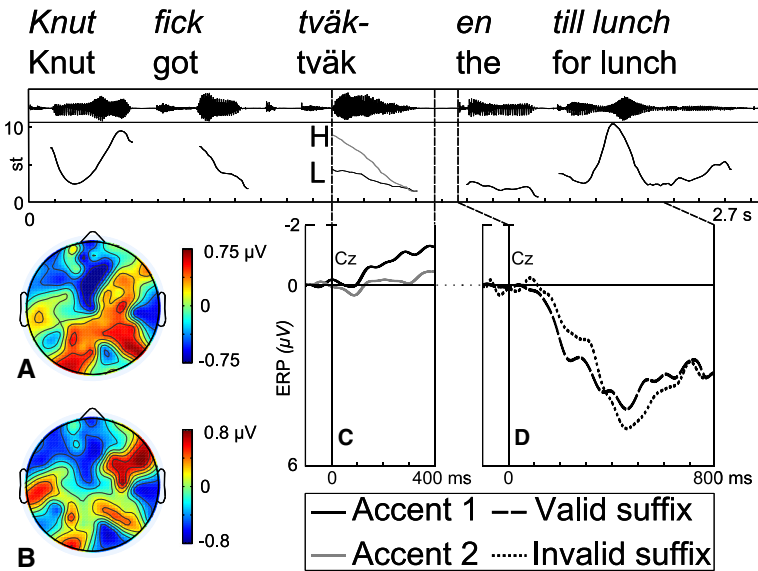 Knut fick tväk- en till lunch
Knut got tväk the for lunch
10
st
H
L
0
0
2.7 s
0.75 µV
0
-0.75
A
-2
Cz
0
ERP (µV)
6
C
0
400 ms
Cz
D
0
800 ms
0.8 µV
0
-0.8
B
Accent 1
Valid suffix
Accent 2
Invalid suffix